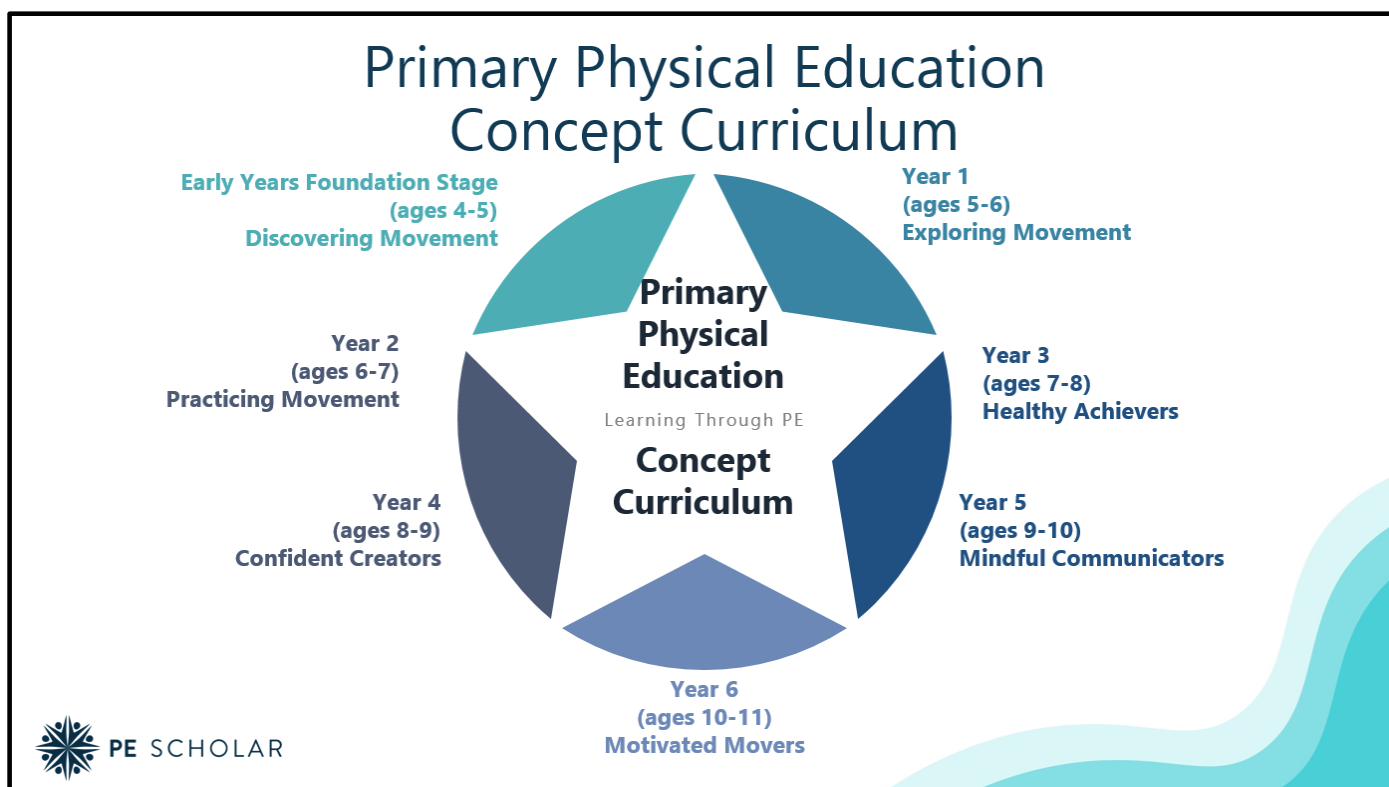 Primary Physical Education
Concept Curriculum
Early Years Foundation Stage
(ages 4-5)
Discovering Movement
Year 1
(ages 5-6)
Exploring Movement
Primary
Physical
Education
Learning Through PE
Concept
Curriculum
Year 2
(ages 6-7)
Practicing Movement
Year 3
(ages 7-8)
Healthy Achievers
Year 4
(ages 8-9)
Confident Creators
Year 5
(ages 9-10)
Mindful Communicators
Year 6
(ages 10-11)
Motivated Movers
PE SCHOLAR